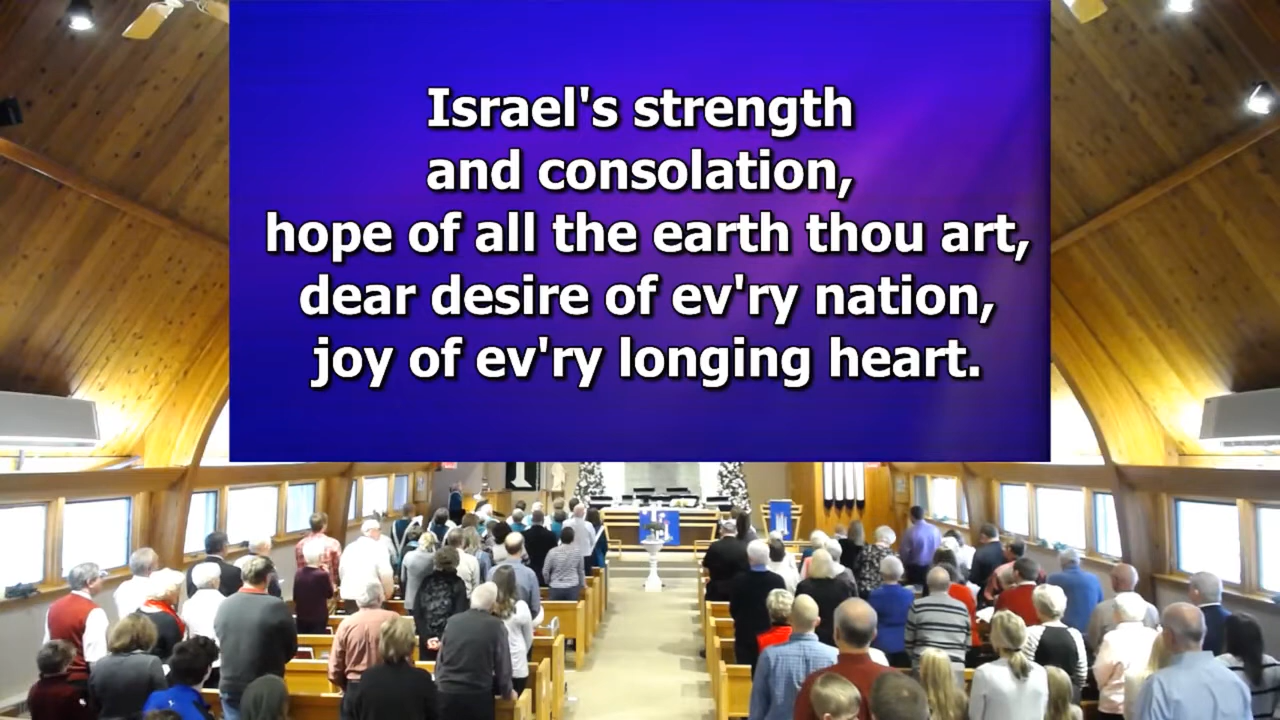 Israel's strength
and consolation,
hope of all the earth thou art,
dear desire of ev'ry nation,
joy of ev'ry longing heart.